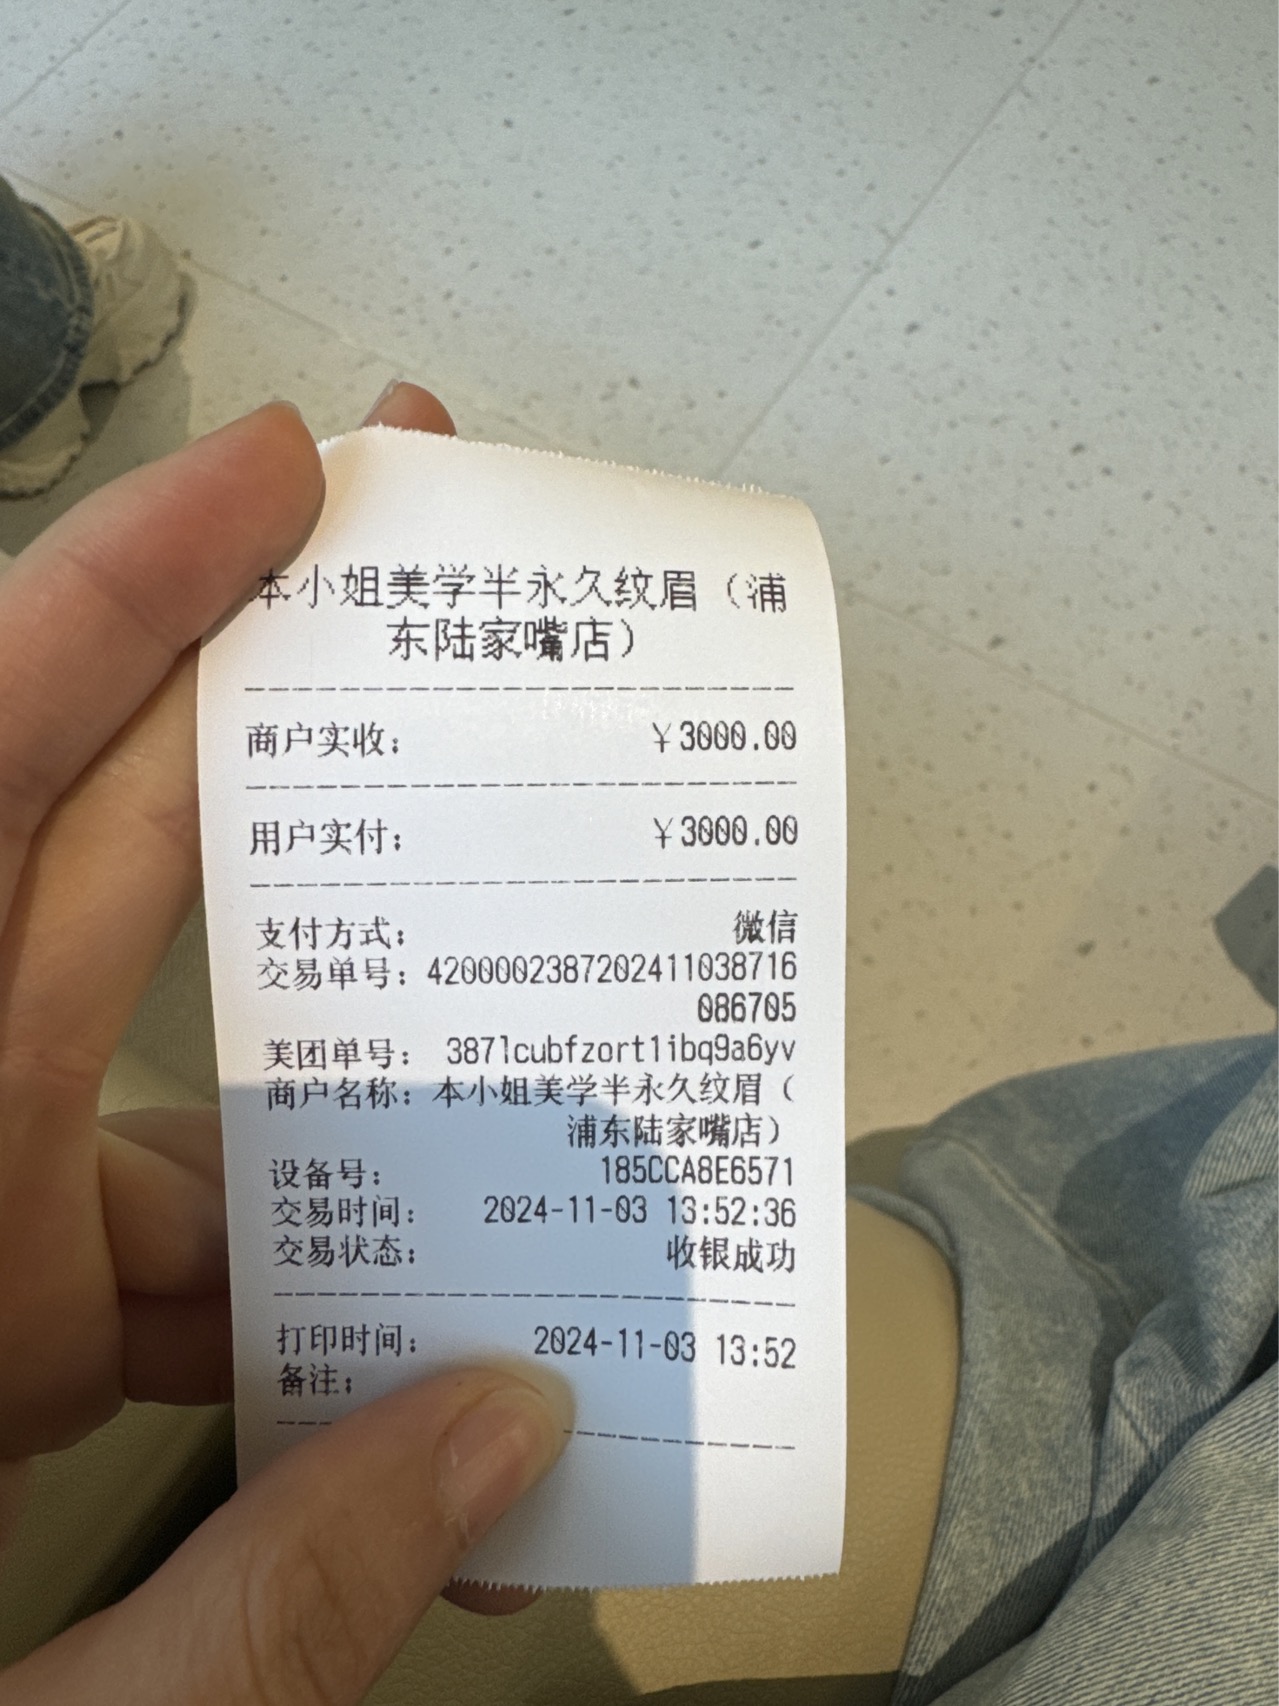 本小姐美学半永久纹眉（浦
东陆家嘴店）
商户实收： ￥3000.00
用户实付： ￥3000.00
支付方式： 微信
交易单号：4200002387202411038716
086705
美团单号： 3871cubfzort1ibq9a6yv
商户名称：本小姐美学半永久纹眉（
浦东陆家嘴店）
设备号： 185CCA8E6571
交易时间： 2024-11-03 13:52:36
交易状态： 收银成功
打印时间： 2024-11-03 13:52
备注：